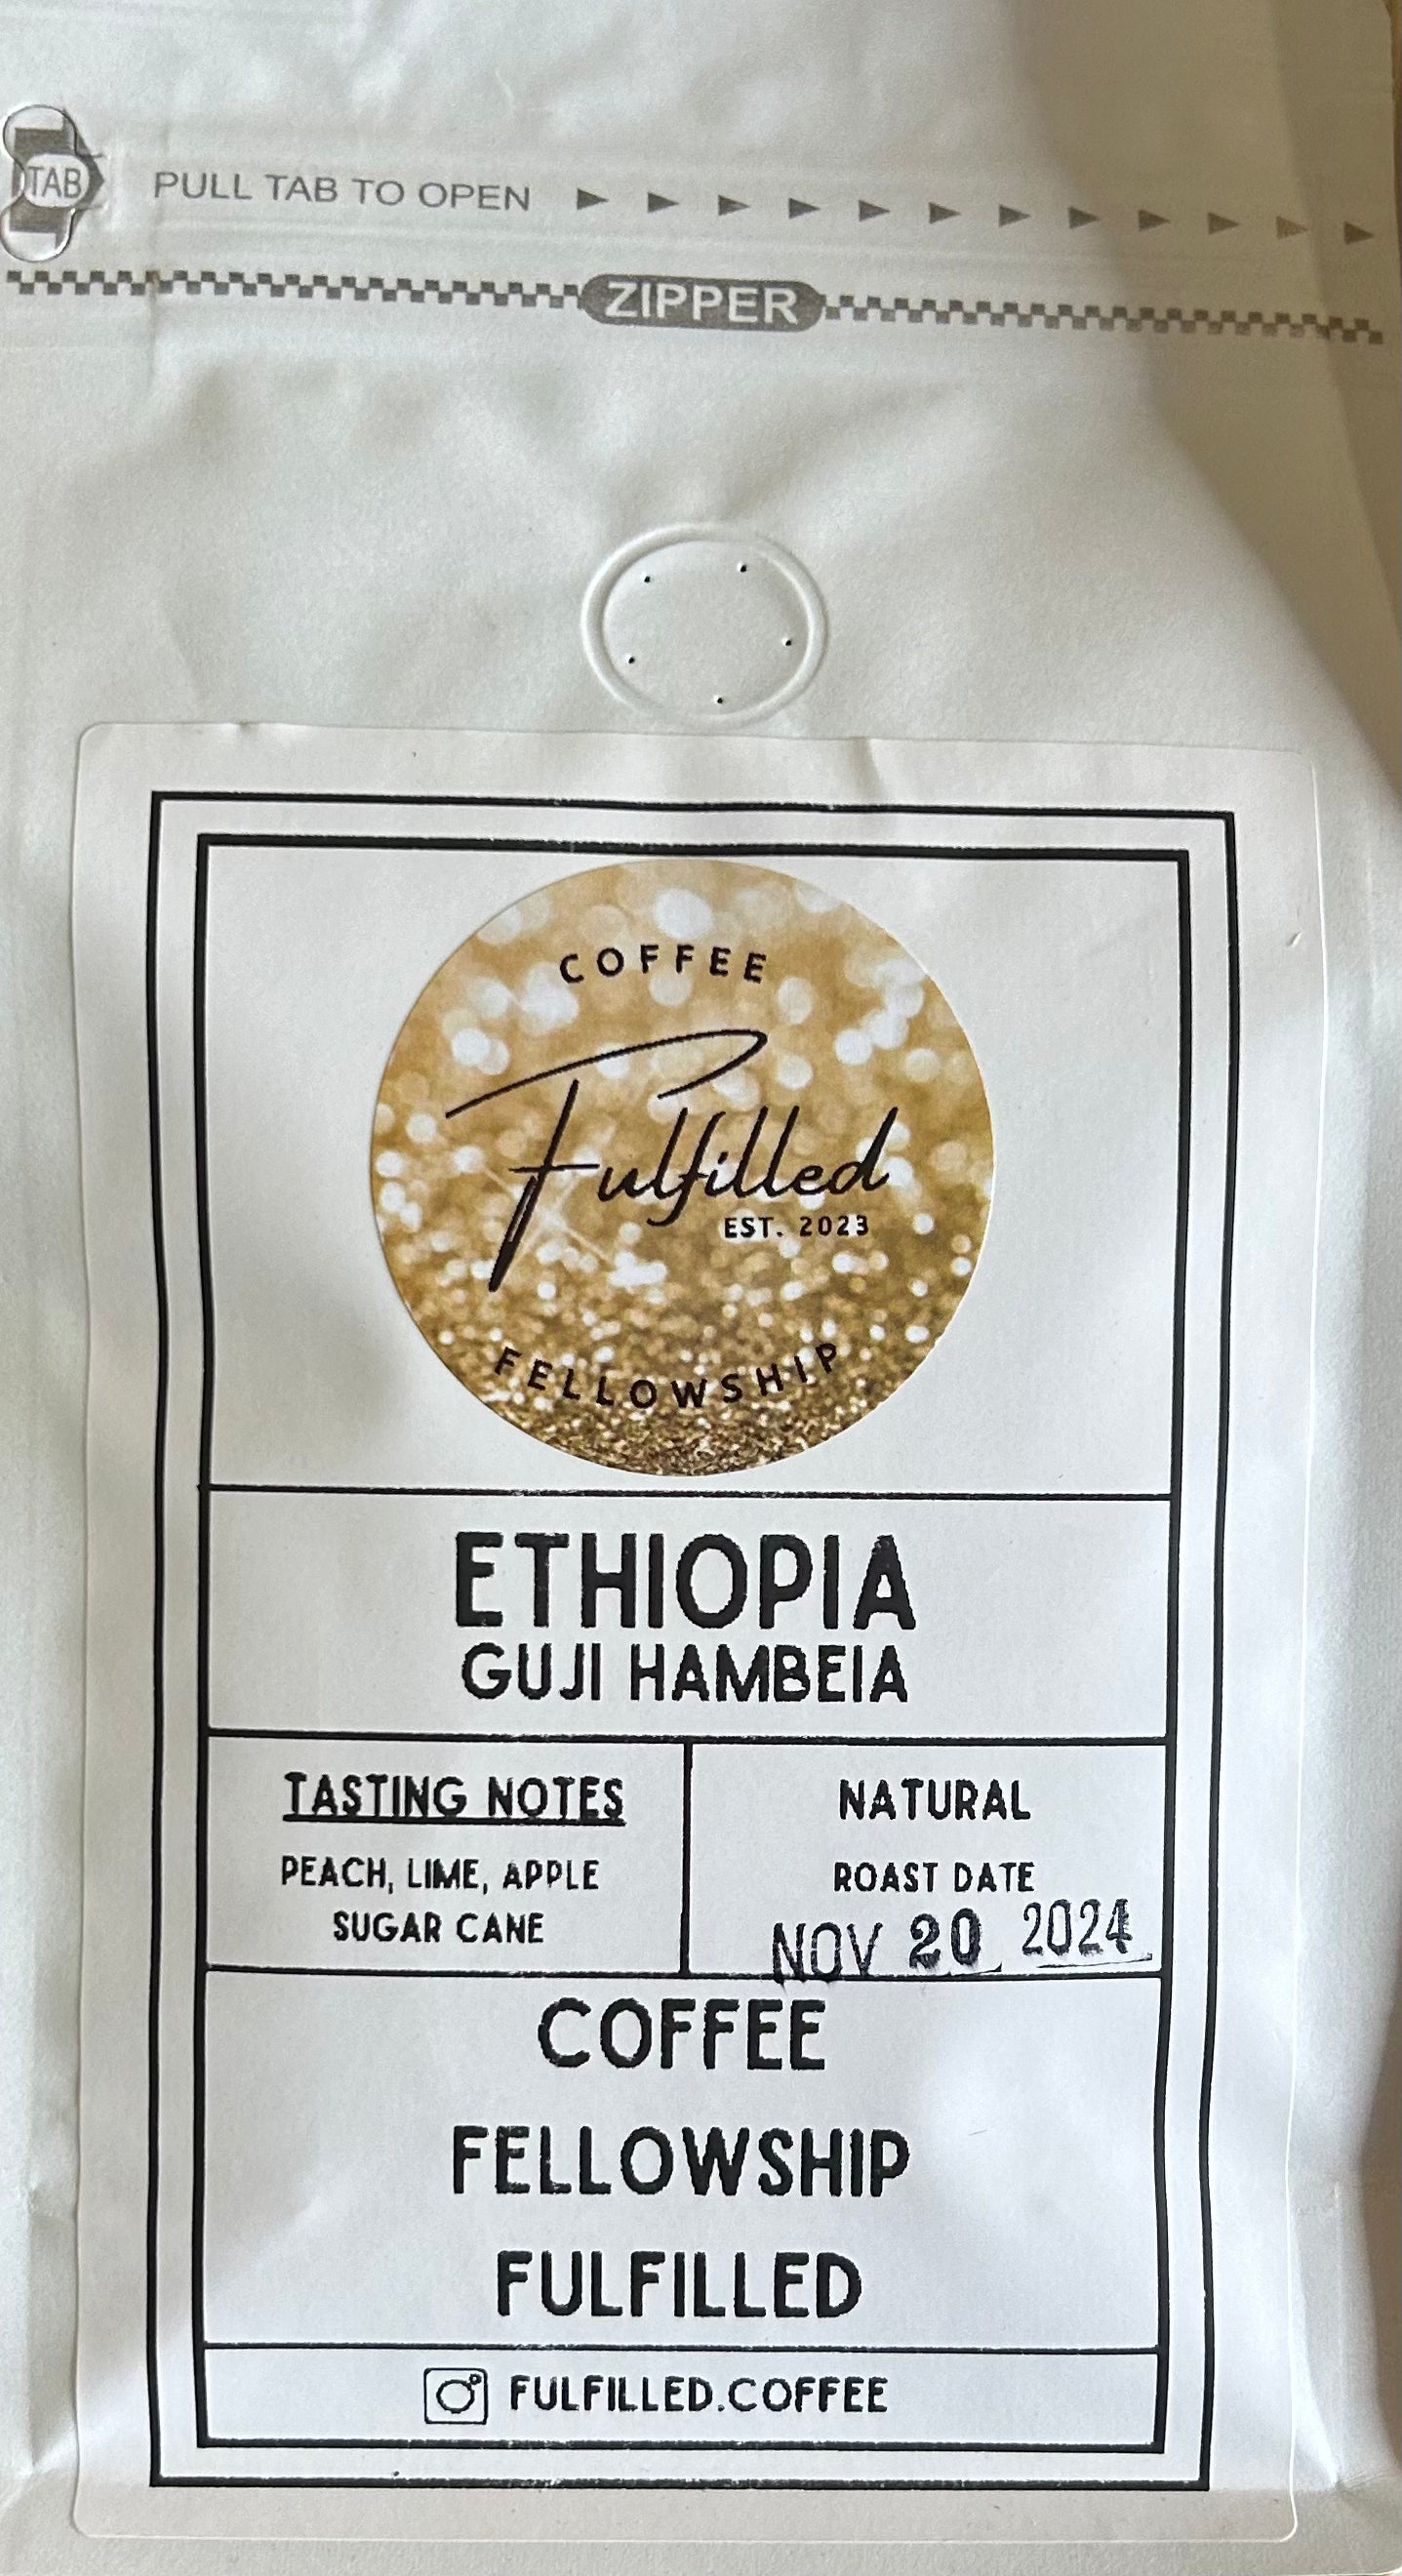 TAB
PULL TAB TO OPEN
ZIPPER
COFFEE
Fulfilled
EST. 2023
FELLOWSHIP
ETHIOPIA
GUJI HAMBEIA
TASTING NOTES
PEACH, LIME, APPLE
SUGAR CANE
NATURAL
ROAST DATE
NOV 20 2024
COFFEE
FELLOWSHIP
FULFILLED
FULFILLED.COFFEE